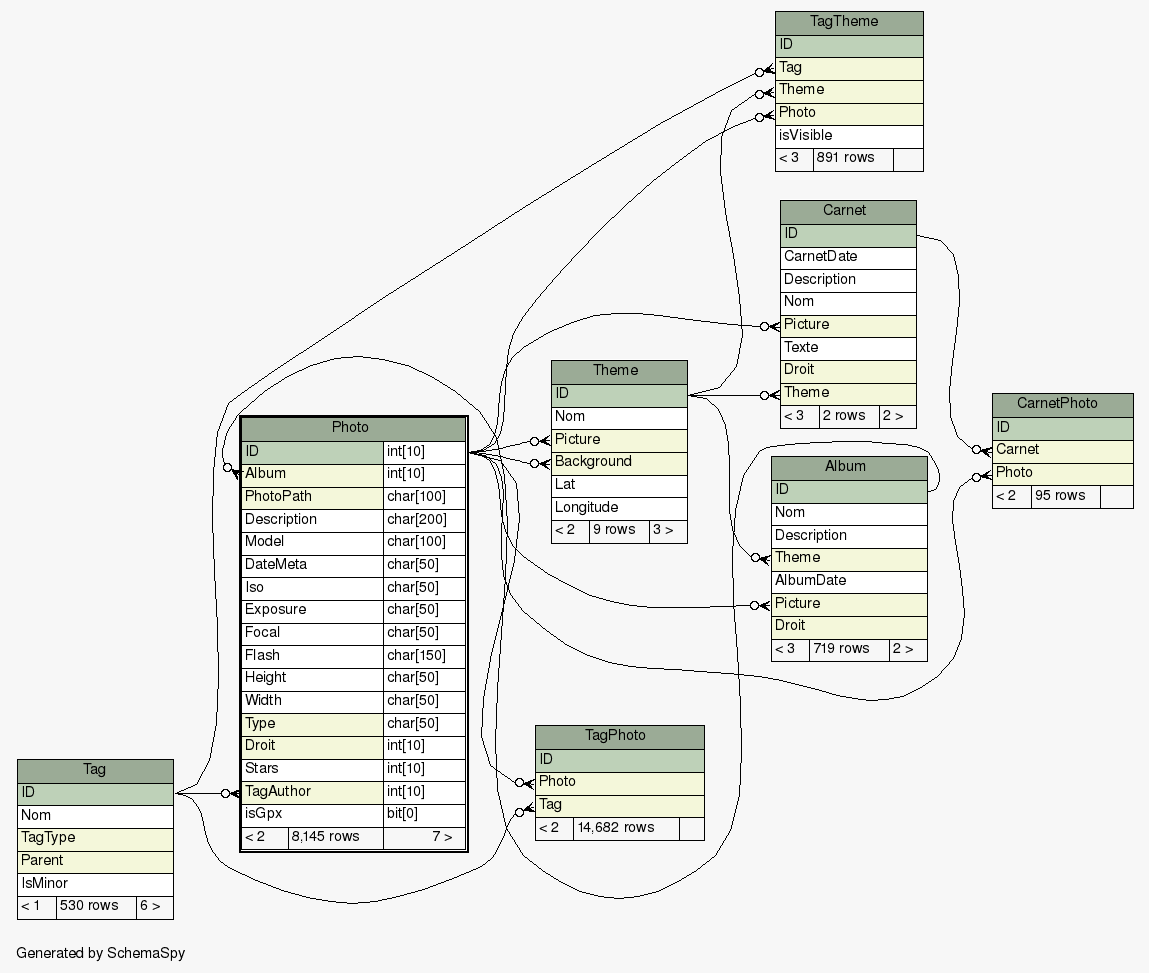 TagTheme
ID
Tag
Theme
Photo
isVisible
< 3 891 rows
Carnet
ID
CarnetDate
Description
Nom
Picture
Texte
Droit
Theme
< 3 2 rows 2 >
Theme
ID
Nom
Picture
Background
Lat
Longitude
< 2 9 rows 3 >
CarnetPhoto
ID
Carnet
Photo
< 2 95 rows
Photo
ID int[10]
Album int[10]
PhotoPath char[100]
Description char[200]
Model char[100]
DateMeta char[50]
Iso char[50]
Exposure char[50]
Focal char[50]
Flash char[150]
Height char[50]
Width char[50]
Type char[50]
Droit int[10]
Stars int[10]
TagAuthor int[10]
isGpx bit[0]
< 2 8,145 rows 7 >
Album
ID
Nom
Description
Theme
AlbumDate
Picture
Droit
< 3 719 rows 2 >
TagPhoto
ID
Photo
Tag
< 2 14,682 rows
Tag
ID
Nom
TagType
Parent
IsMinor
< 1 530 rows 6 >
Generated by SchemaSpy